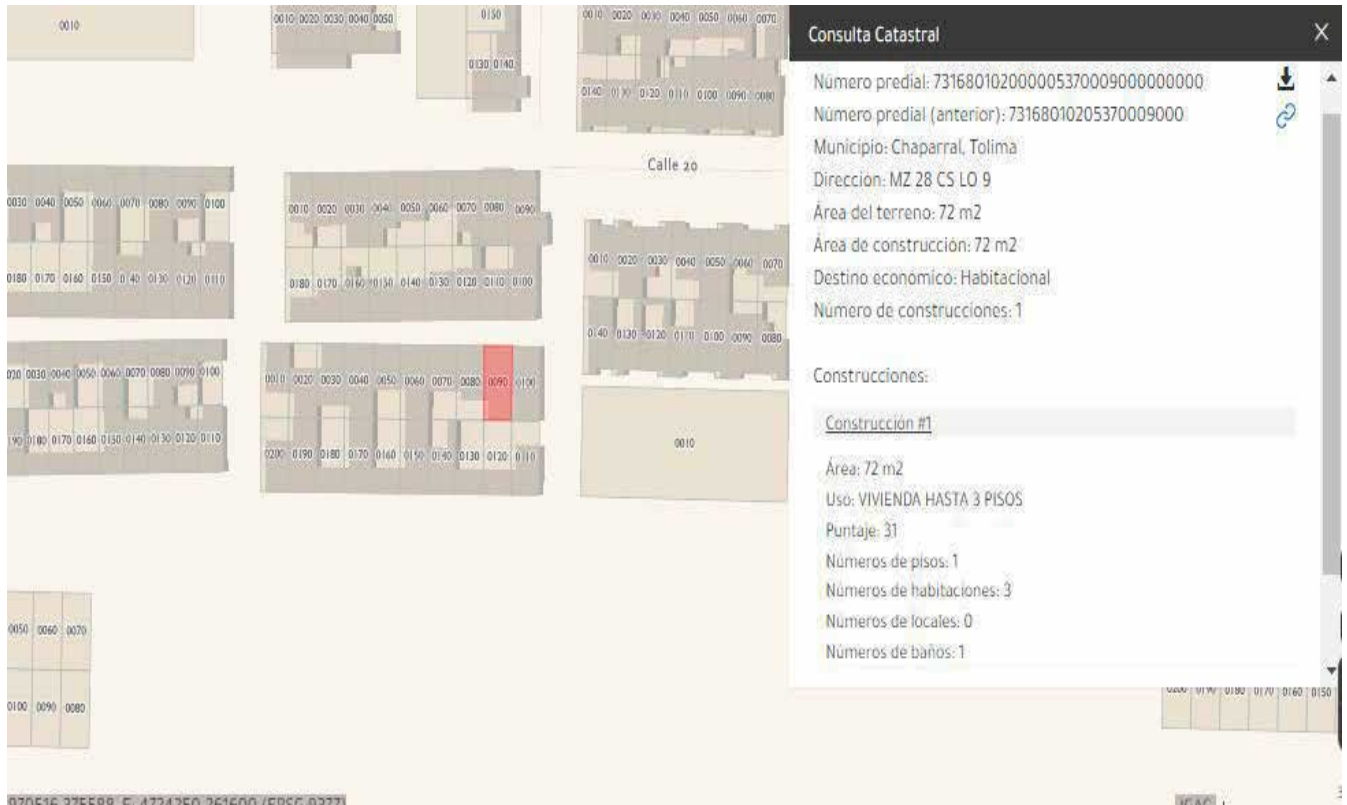 Consulta Catastral
Número predial: 731680102000005370009000000000
Número predial (anterior): 73168010205370009000
Municipio: Chaparral, Tolima
Dirección: MZ 28 CS LO 9
Área del terreno: 72 m2
Área de construcción: 72 m2
Destino económico: Habitacional
Número de construcciones: 1
Construcciones:
Construcción #1
Área: 72 m2
Uso: VIVIENDA HASTA 3 PISOS
Puntaje: 31
Números de pisos: 1
Números de habitaciones: 3
Números de locales: 0
Números de baños: 1
0010
0010 0020 0030 0040 0050
0150
0130 0140
0010 0020 0030 0040 0050 0060 0070
0140 0130 0120 0110 0100 0090 0080
Calle 20
0030 0040 0050 0060 0070 0080 0090 0100
0180 0170 0160 0150 0140 0130 0120 0110
0010 0020 0030 0040 0050 0060 0070 0080 0090
0180 0170 0160 0150 0140 0130 0120 0110 0100
0010 0020 0030 0040 0050 0060 0070
0140 0130 0120 0110 0100 0090 0080
0030 0040 0050 0060 0070 0080 0090 0100
0180 0170 0160 0150 0140 0130 0120 0110
0010 0020 0030 0040 0050 0060 0070 0080 0090 0100
0200 0190 0180 0170 0160 0150 0140 0130 0120 0110
0010
0050 0060 0070
0100 0090 0080
0200 0190 0180 0170 0160 0150